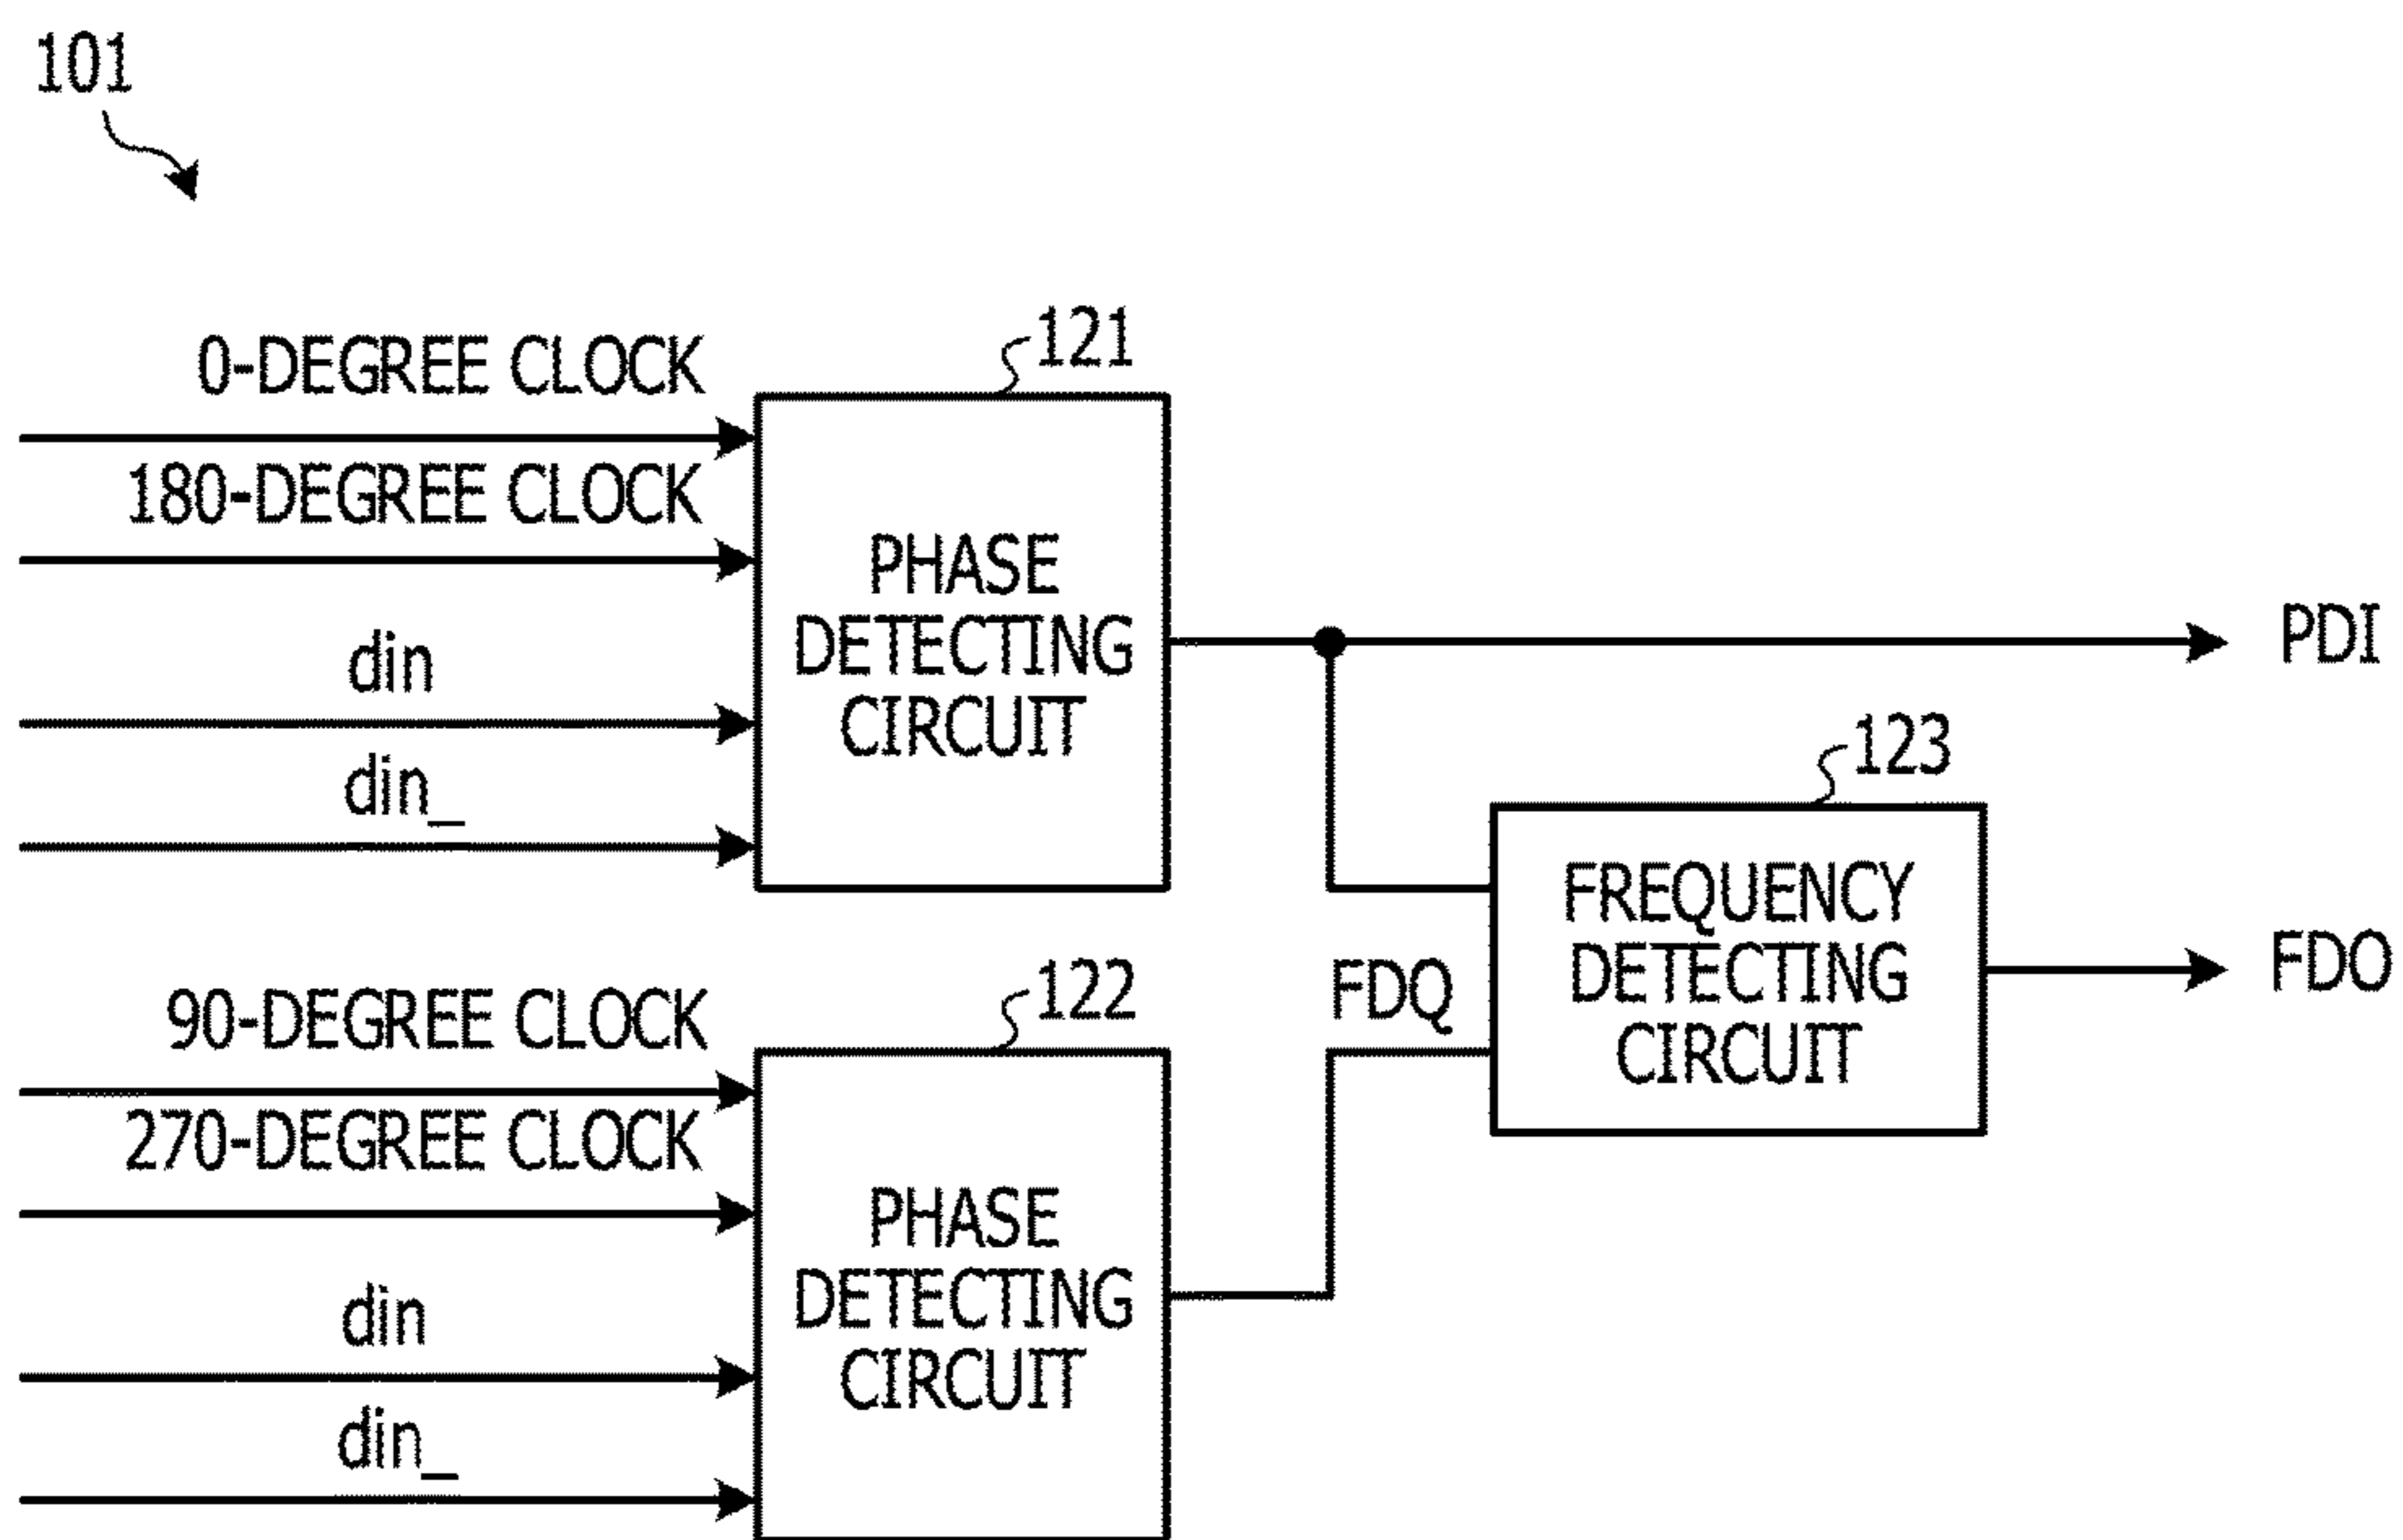 101
0-DEGREE CLOCK
121
180-DEGREE CLOCK
din
din_
PHASE
DETECTING
CIRCUIT
PDI
123
FREQUENCY
DETECTING
CIRCUIT
FDQ
FDO
90-DEGREE CLOCK
122
270-DEGREE CLOCK
din
din_
PHASE
DETECTING
CIRCUIT